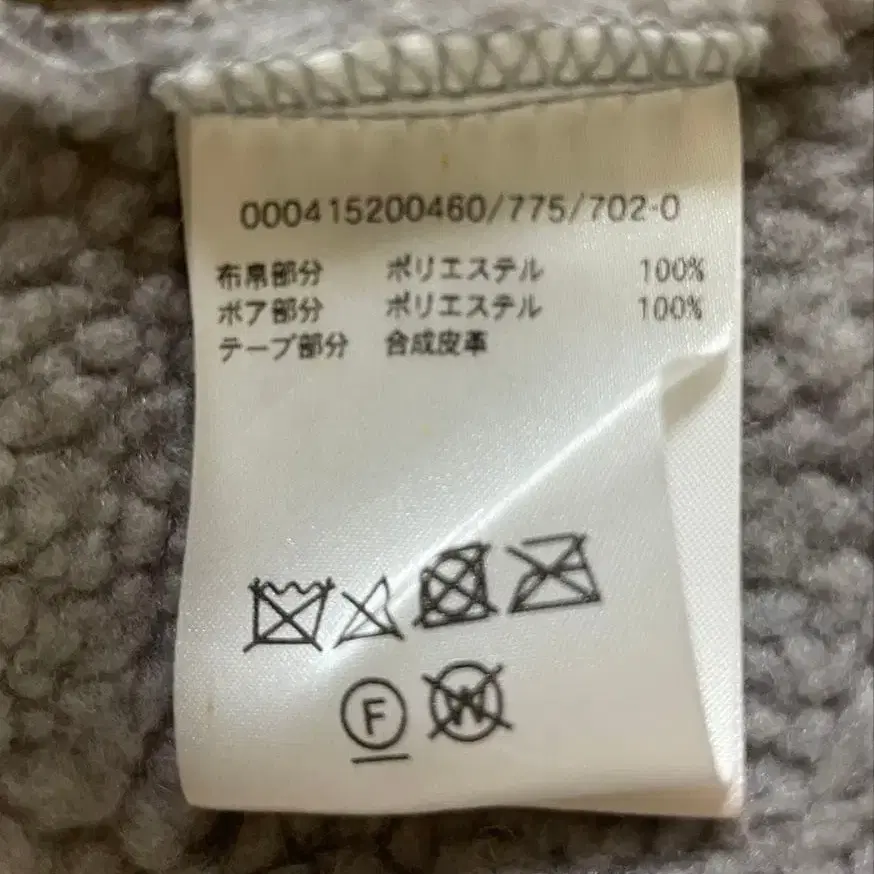 000415200460/775/702-0
布帛部分 ポリエステル 100%
ボア部分 ポリエステル 100%
テープ部分 合成皮革
F W